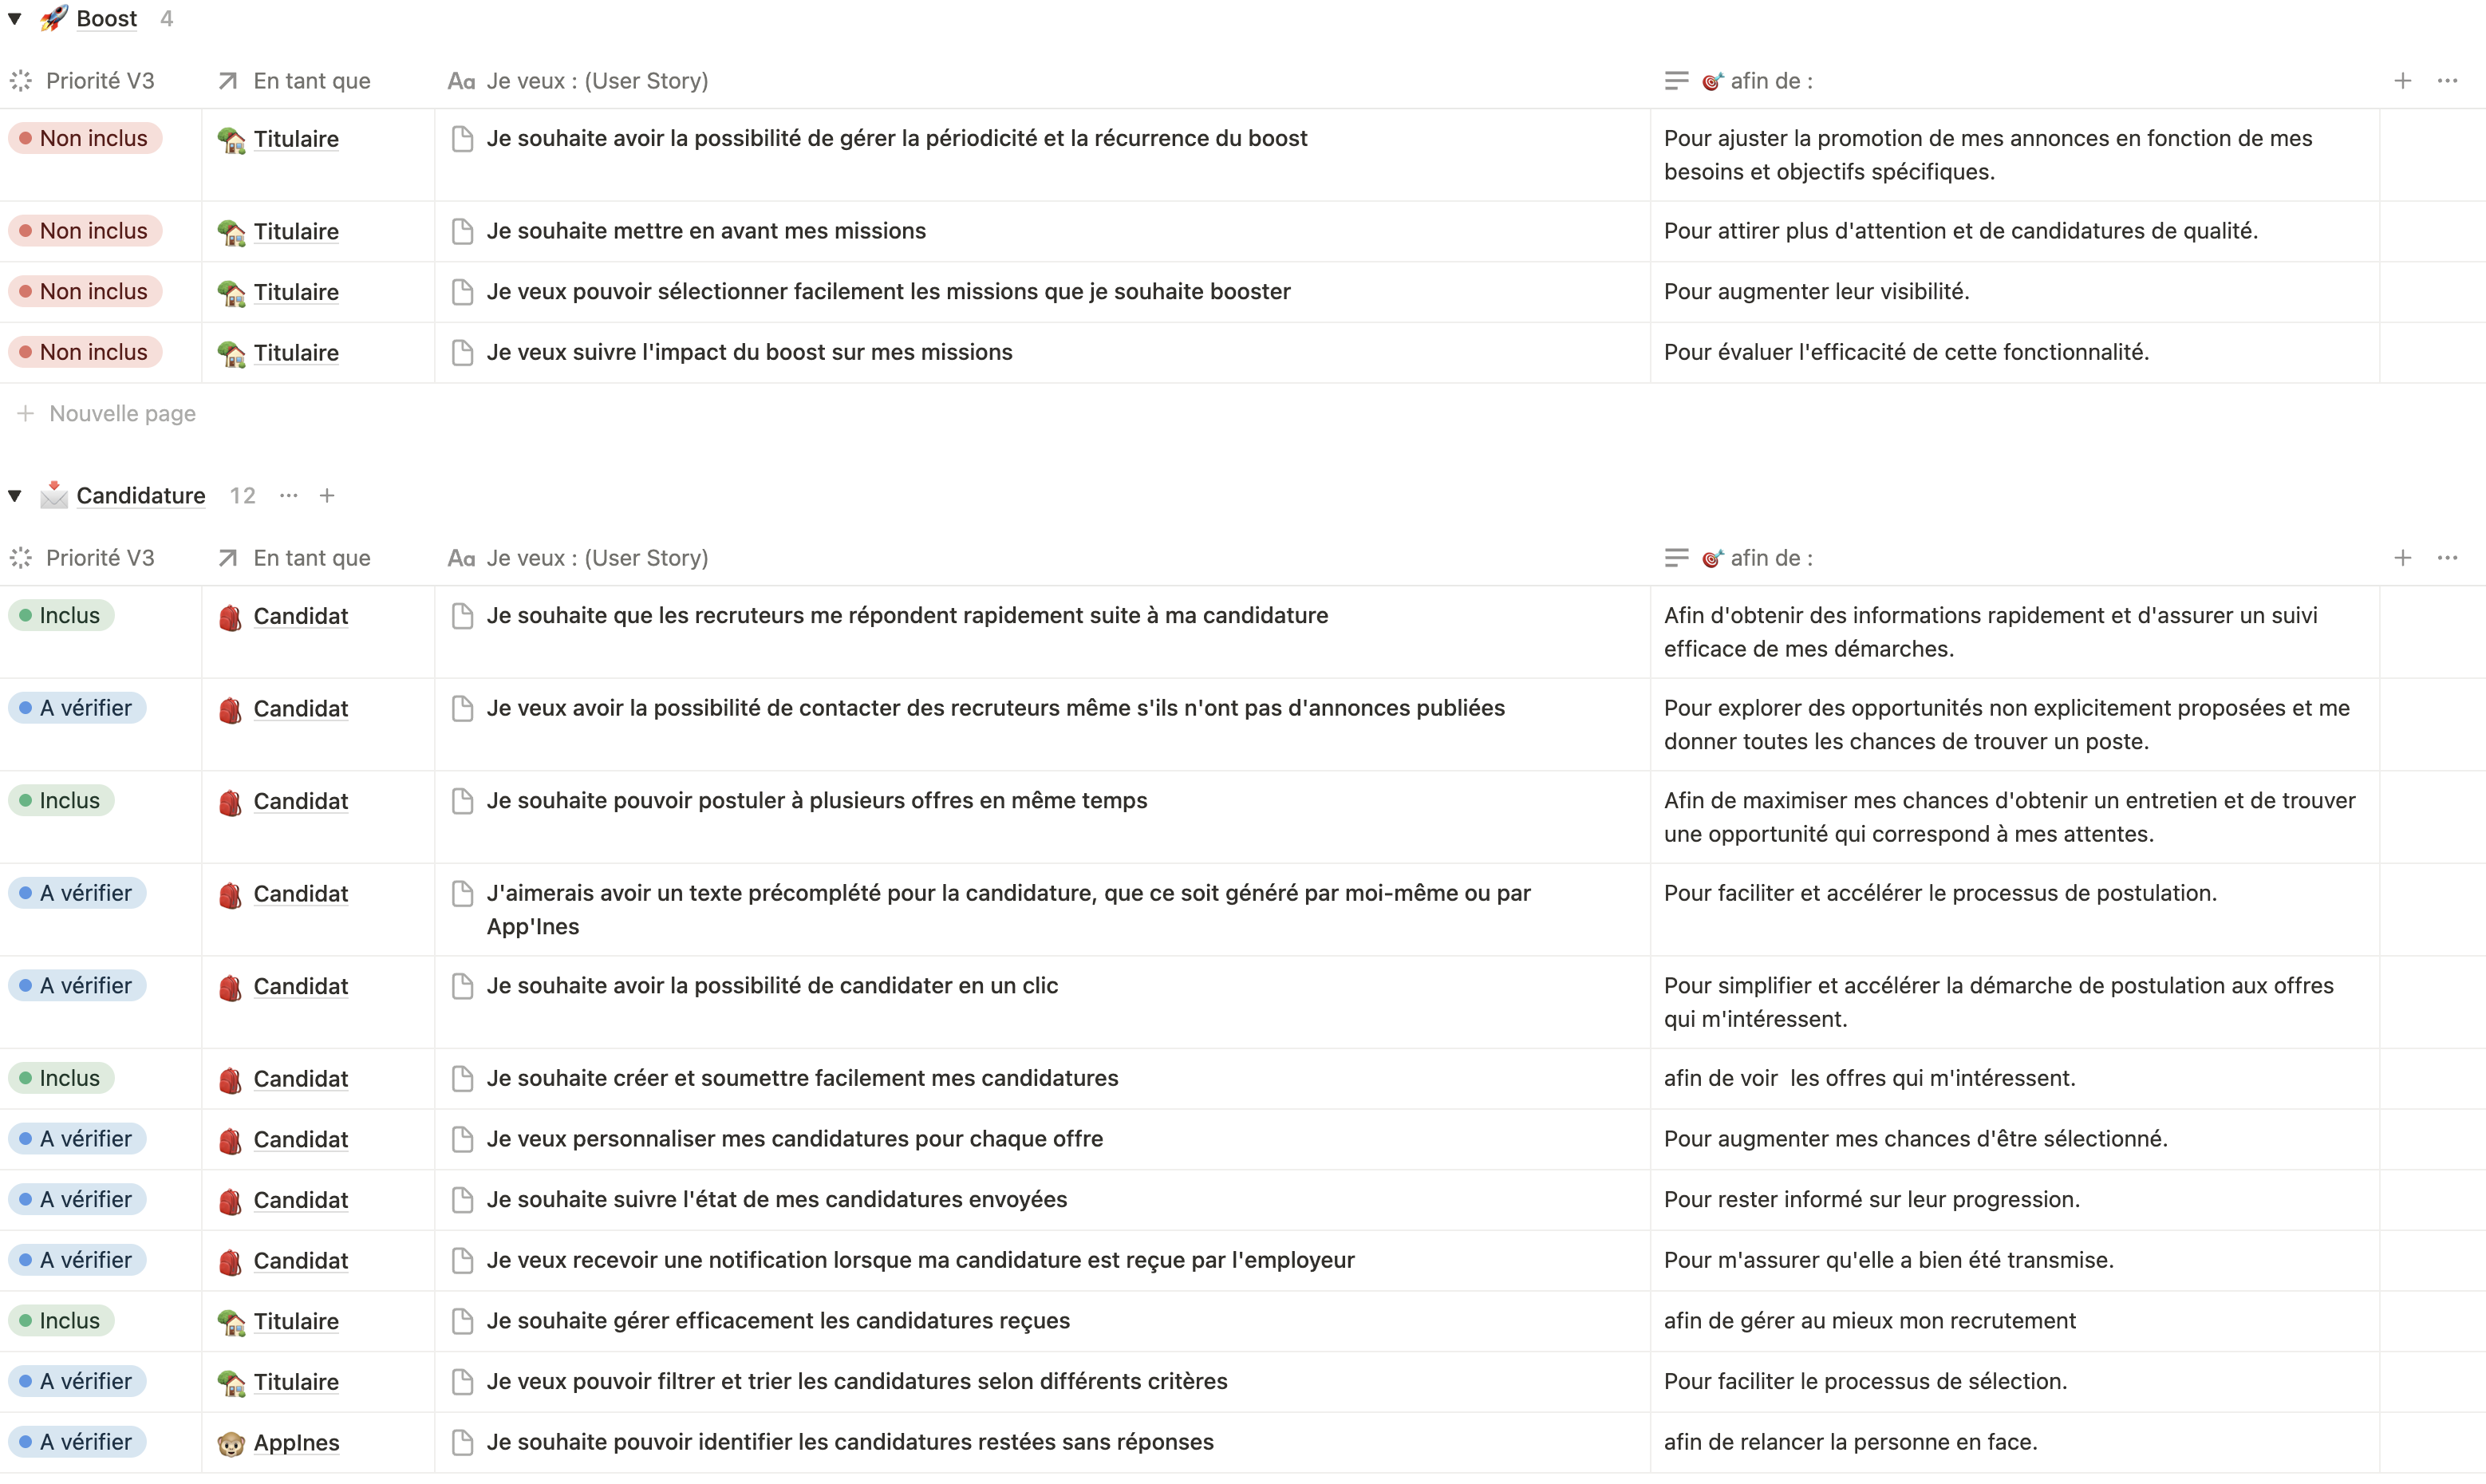 Boost 4
Priorité V3 En tant que Aa Je veux : (User Story) afin de :
Non inclus Titulaire Je souhaite avoir la possibilité de gérer la périodicité et la récurrence du boost Pour ajuster la promotion de mes annonces en fonction de mes
besoins et objectifs spécifiques.
Non inclus Titulaire Je souhaite mettre en avant mes missions Pour attirer plus d'attention et de candidatures de qualité.
Non inclus Titulaire Je veux pouvoir sélectionner facilement les missions que je souhaite booster Pour augmenter leur visibilité.
Non inclus Titulaire Je veux suivre l'impact du boost sur mes missions Pour évaluer l'efficacité de cette fonctionnalité.
+ Nouvelle page
Candidature 12 ... +
Priorité V3 En tant que Aa Je veux : (User Story) afin de :
Inclus Candidat Je souhaite que les recruteurs me répondent rapidement suite à ma candidature Afin d'obtenir des informations rapidement et d'assurer un suivi
efficace de mes démarches.
A vérifier Candidat Je veux avoir la possibilité de contacter des recruteurs même s'ils n'ont pas d'annonces publiées Pour explorer des opportunités non explicitement proposées et me
donner toutes les chances de trouver un poste.
Inclus Candidat Je souhaite pouvoir postuler à plusieurs offres en même temps Afin de maximiser mes chances d'obtenir un entretien et de trouver
une opportunité qui correspond à mes attentes.
A vérifier Candidat J'aimerais avoir un texte précomplété pour la candidature, que ce soit généré par moi-même ou par Pour faciliter et accélérer le processus de postulation.
App'Ines
A vérifier Candidat Je souhaite avoir la possibilité de candidater en un clic Pour simplifier et accélérer la démarche de postulation aux offres
qui m'intéressent.
Inclus Candidat Je souhaite créer et soumettre facilement mes candidatures afin de voir  les offres qui m'intéressent.
A vérifier Candidat Je veux personnaliser mes candidatures pour chaque offre Pour augmenter mes chances d'être sélectionné.
A vérifier Candidat Je souhaite suivre l'état de mes candidatures envoyées Pour rester informé sur leur progression.
A vérifier Candidat Je veux recevoir une notification lorsque ma candidature est reçue par l'employeur Pour m'assurer qu'elle a bien été transmise.
Inclus Titulaire Je souhaite gérer efficacement les candidatures reçues afin de gérer au mieux mon recrutement
A vérifier Titulaire Je veux pouvoir filtrer et trier les candidatures selon différents critères Pour faciliter le processus de sélection.
A vérifier AppInes Je souhaite pouvoir identifier les candidatures restées sans réponses afin de relancer la personne en face.